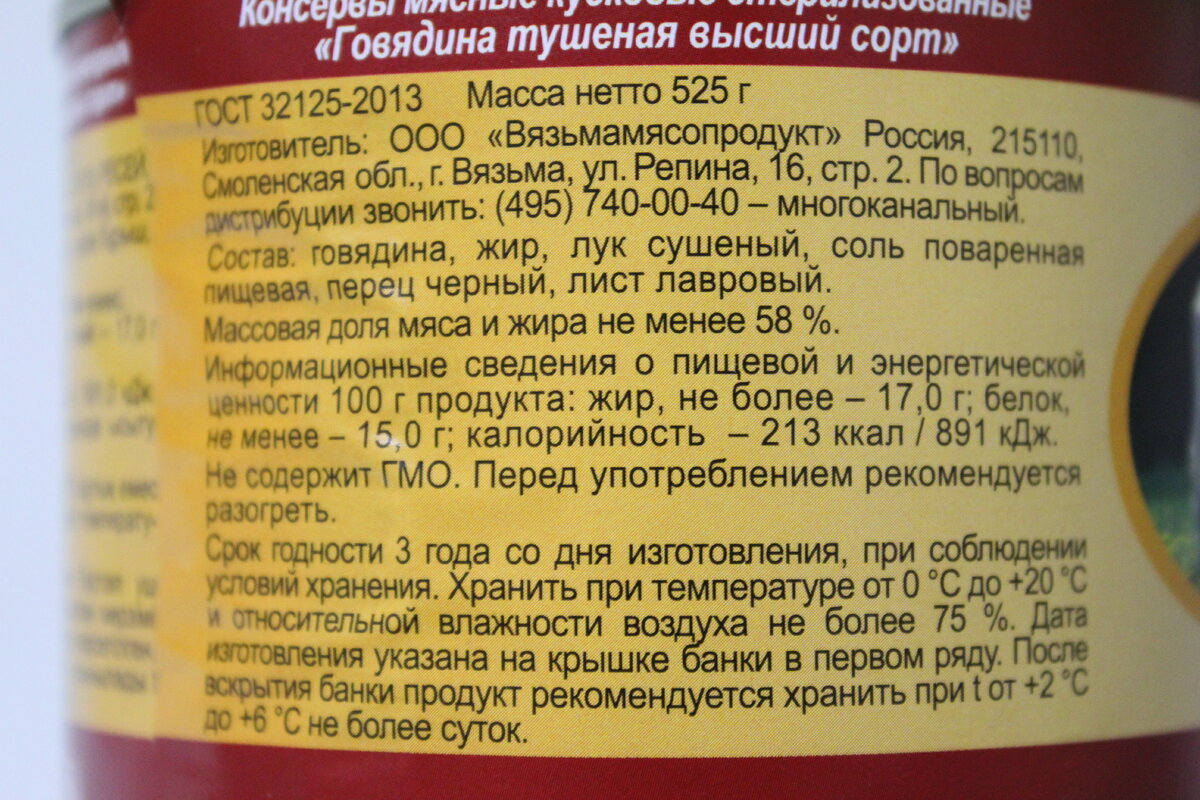 Консервы мясные кусковые стерилизованные
«Говядина тушеная высший сорт»
ГОСТ 32125-2013 Масса нетто 525 г
Изготовитель: ООО «Вязьмамясопродукт» Россия, 215110,
Смоленская обл., г. Вязьма, ул. Репина, 16, стр. 2. По вопросам
дистрибуции звонить: (495) 740-00-40 – многоканальный.
Состав: говядина, жир, лук сушеный, соль поваренная
пищевая, перец черный, лист лавровый.
Массовая доля мяса и жира не менее 58 %.
Информационные сведения о пищевой и энергетической
ценности 100 г продукта: жир, не более – 17,0 г; белок,
не менее – 15,0 г; калорийность – 213 ккал / 891 кДж.
Не содержит ГМО. Перед употреблением рекомендуется
разогреть.
Срок годности 3 года со дня изготовления, при соблюдении
условий хранения. Хранить при температуре от 0 °С до +20 °С
и относительной влажности воздуха не более 75 %. Дата
изготовления указана на крышке банки в первом ряду. После
вскрытия банки продукт рекомендуется хранить при t от +2 °С
до +6 °С не более суток.